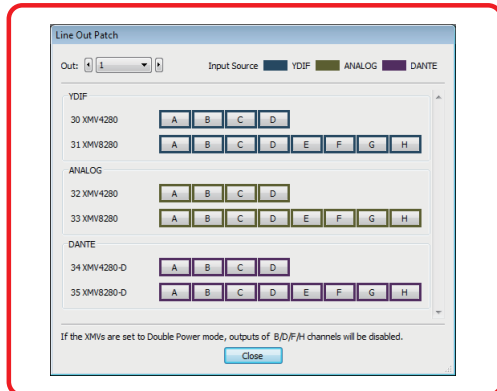 Line Out Patch
Out: 1 Input Source YDIF ANALOG DANTE
YDIF
30 XMV4280 A B C D
31 XMV8280 A B C D E F G H
ANALOG
32 XMV4280 A B C D
33 XMV8280 A B C D E F G H
DANTE
34 XMV4280-D A B C D
35 XMV8280-D A B C D E F G H
If the XMVs are set to Double Power mode, outputs of B/D/F/H channels will be disabled.
Close